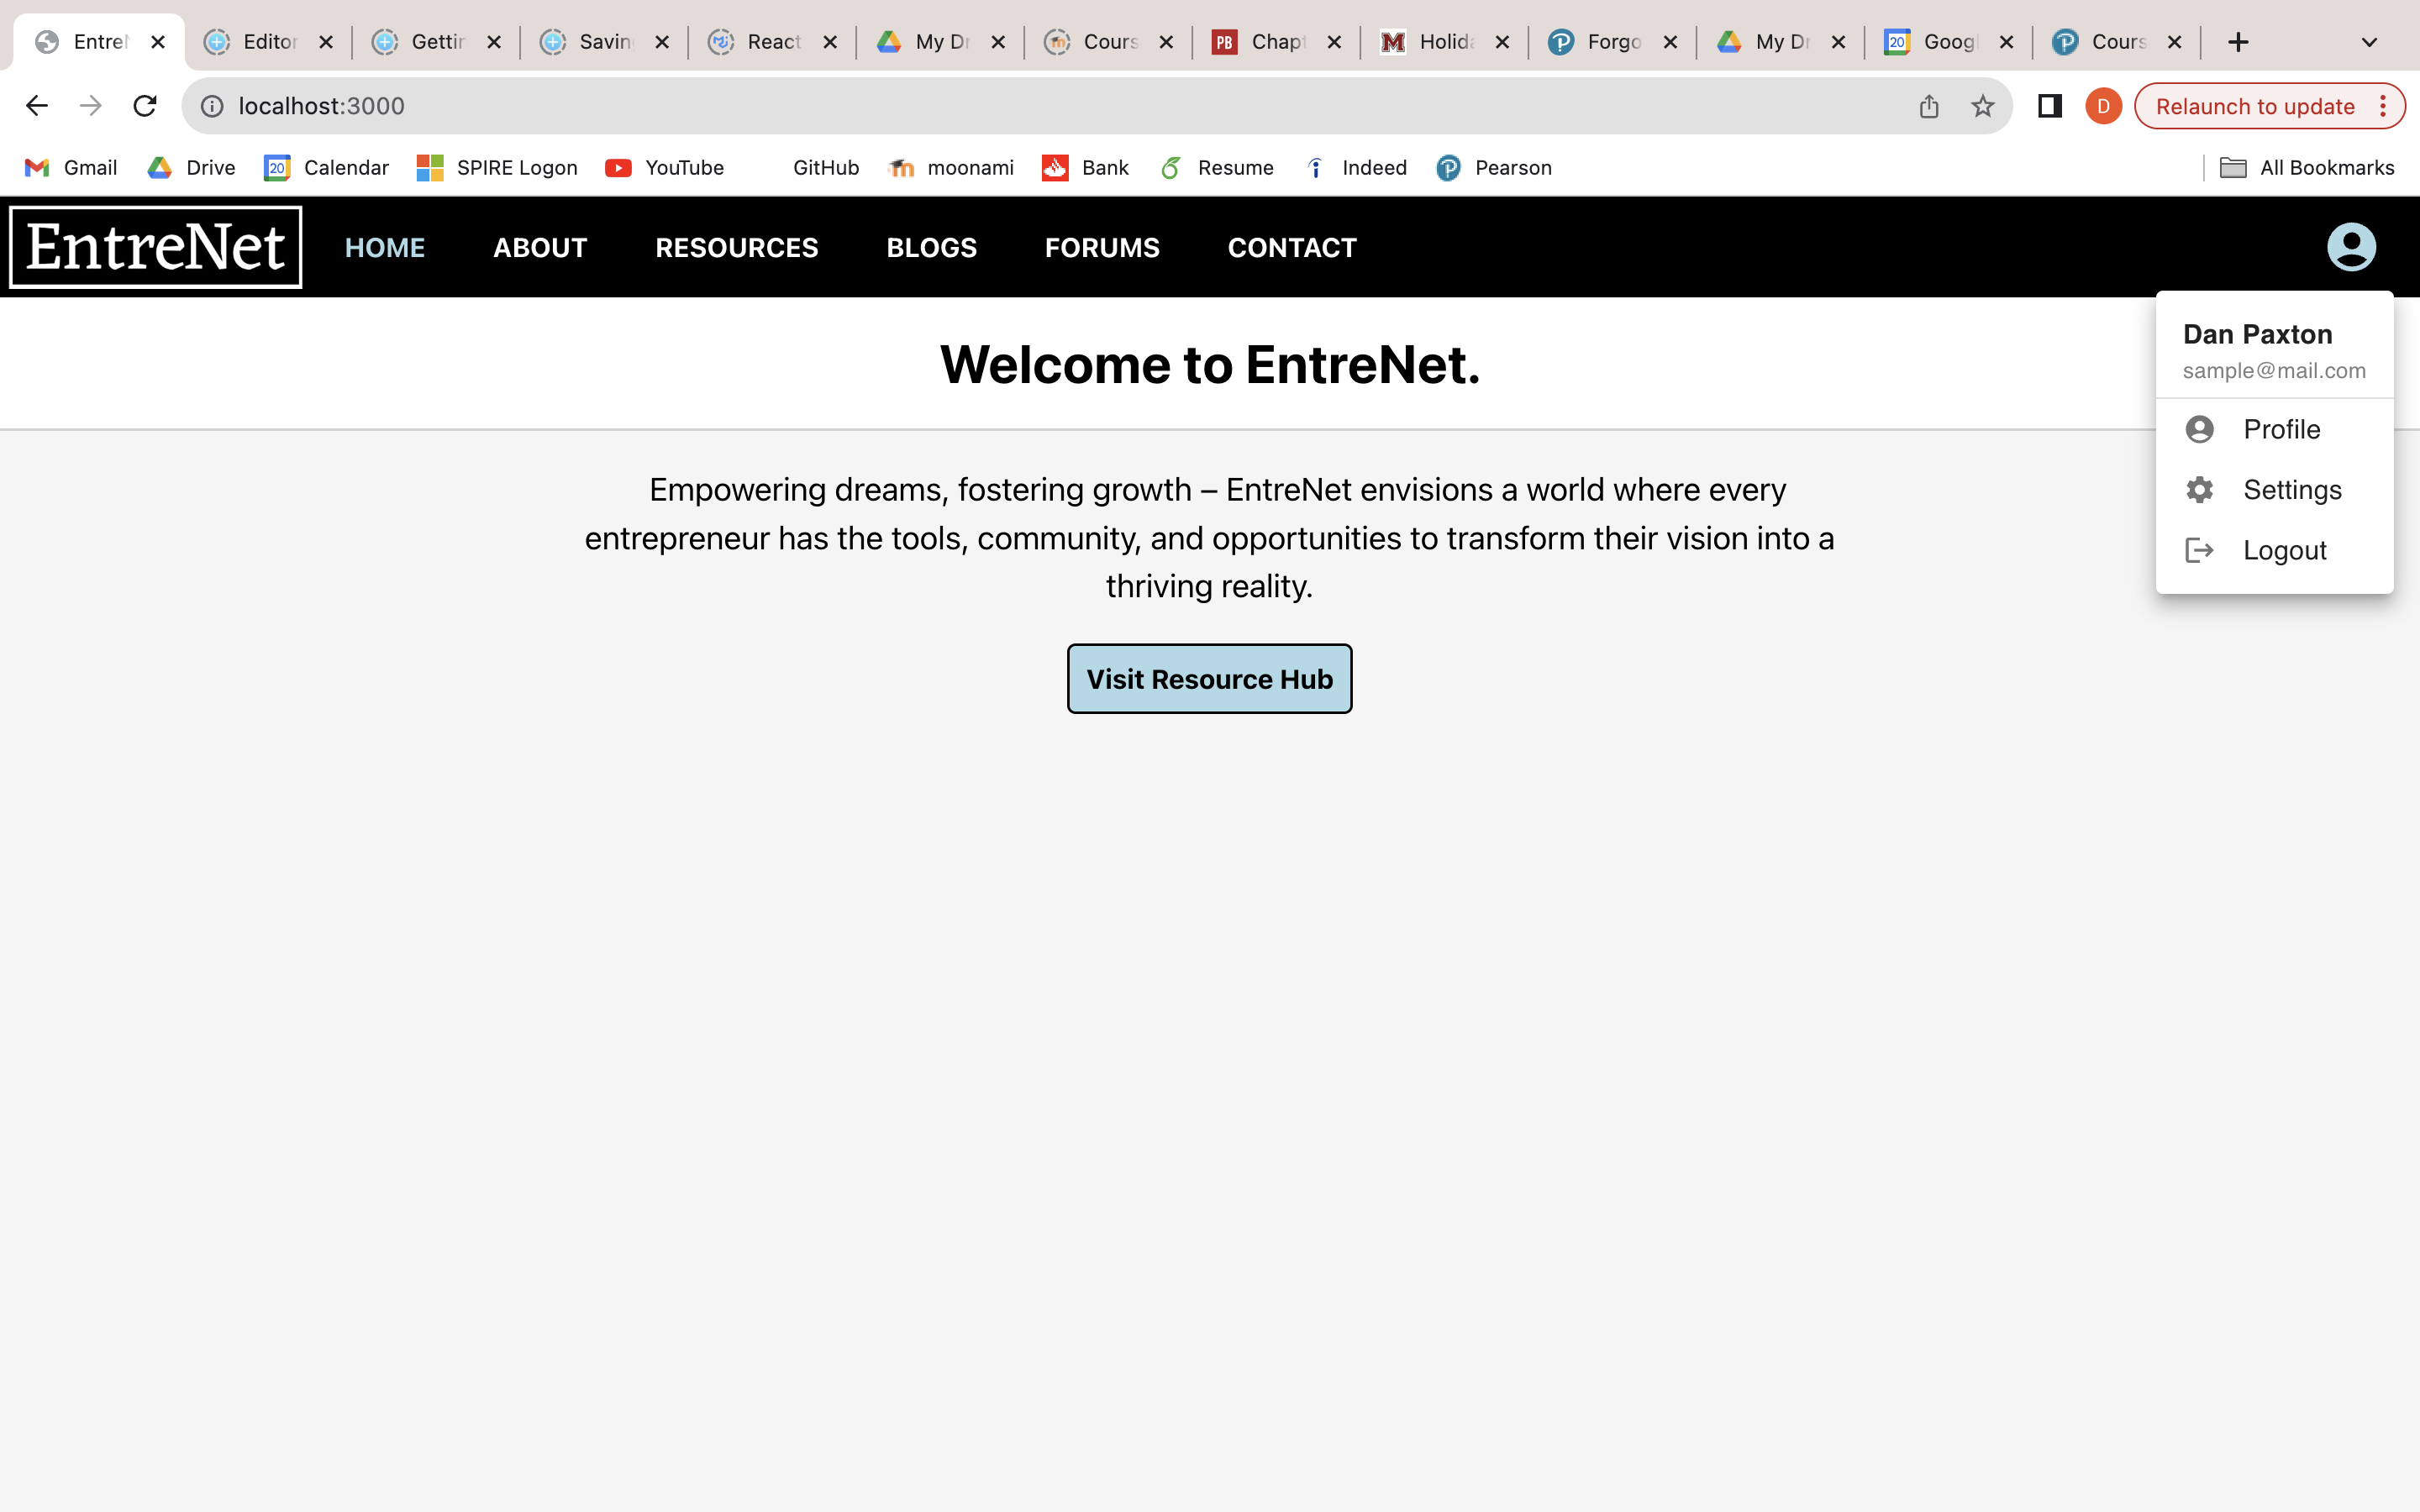 Entre Editor Gettir Savin React My Dr Cours Chapt Holid Forgo My Dr Googl Cours
localhost:3000
Relaunch to update
D
Gmail Drive Calendar SPIRE Logon YouTube GitHub moonami Bank Resume Indeed Pearson All Bookmarks
EntreNet HOME ABOUT RESOURCES BLOGS FORUMS CONTACT
Dan Paxton
sample@mail.com
Profile
Settings
Logout
Welcome to EntreNet.
Empowering dreams, fostering growth – EntreNet envisions a world where every
entrepreneur has the tools, community, and opportunities to transform their vision into a
thriving reality.
Visit Resource Hub